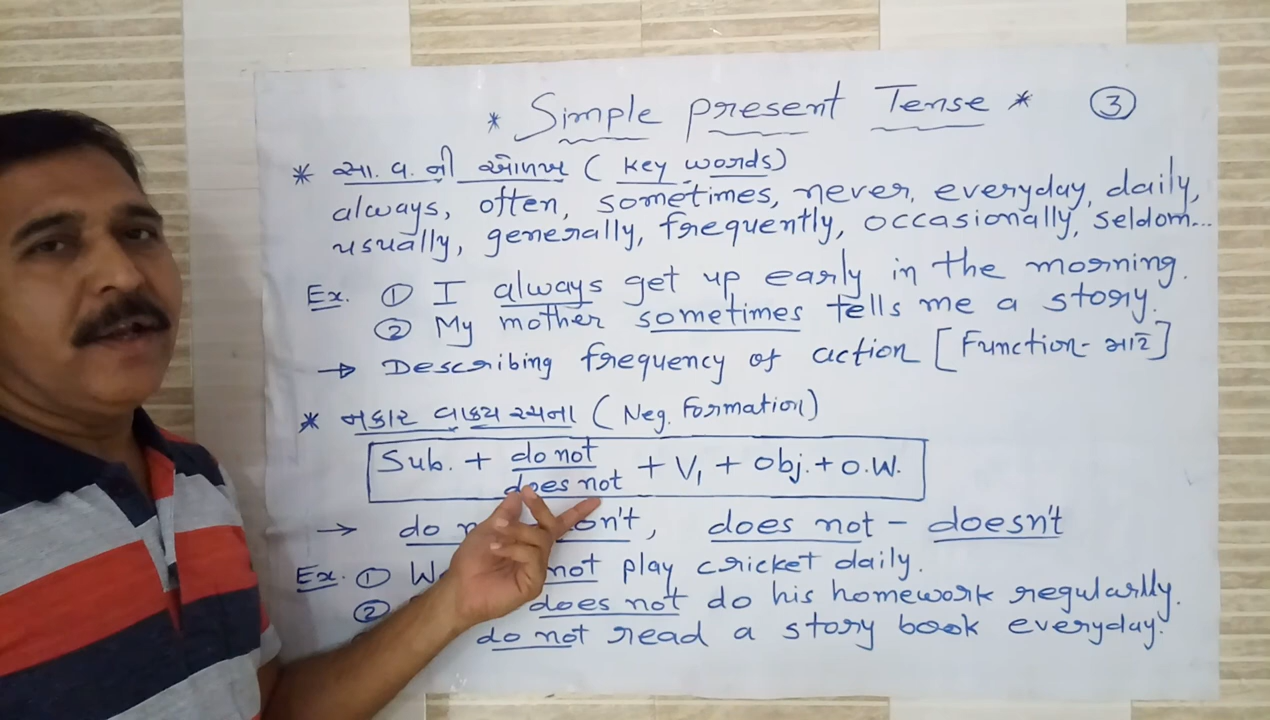 * Simple present Tense * ③
* સા. વ. ની ઓળખ ( key words)
always, often, sometimes, never, everyday, daily,
usually, generally, frequently, occasionally, seldom...
Ex. ① I always get up early in the morning.
② My mother sometimes tells me a story.
→ Describing frequency of action [Function- માટે]
* નકાર વાક્ય રચના ( Neg. Formation)
Sub. + do not / does not + V₁ + Obj. + O.W.
→ do on't, does not - doesn't
Ex. ① not play cricket daily.
② does not do his homework regularlly.
do not read a story book everyday.